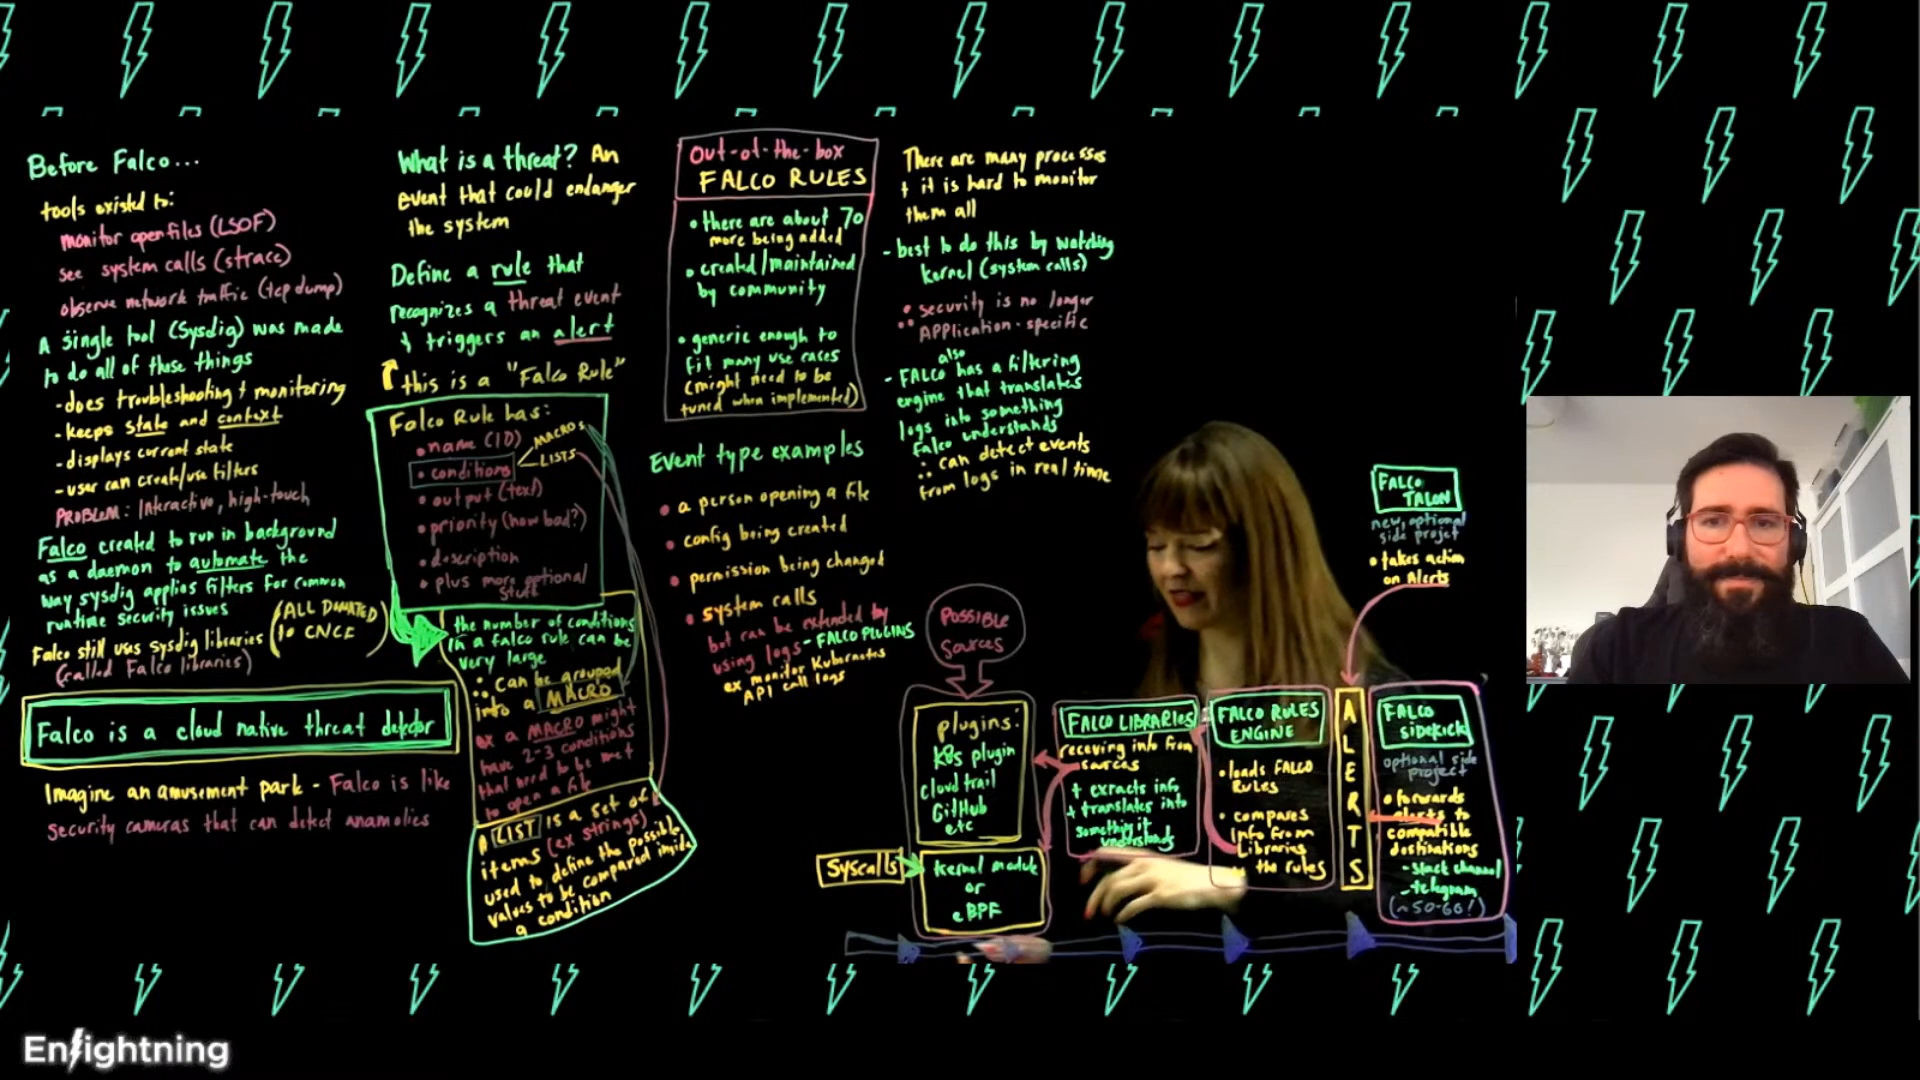 Before Falco...
tools existed to:
monitor open files (LSOF)
see system calls (strace)
observe network traffic (tcp dump)
A single tool (Sysdig) was made
to do all of these things
- does troubleshooting + monitoring
- keeps state and context
- displays current state
- user can create/use filters
PROBLEM: Interactive, high-touch
Falco created to run in background
as a daemon to automate the
way sysdig applies filters for common
runtime security issues
(ALL DONATED
to CNCF)
Falco still uses sysdig libraries
(called Falco libraries)
Falco is a cloud native threat detector
Imagine an amusement park - Falco is like
security cameras that can detect anamolies
What is a threat? An
event that could endanger
the system
Define a rule that
recognizes a threat event
+ triggers an alert
this is a "Falco Rule"
Falco Rule has:
• name (ID)
• conditions
- MACROS
- LISTS
• output (text)
• priority (how bad?)
• description
• plus more optional
stuff
the number of conditions
in a falco rule can be
very large
∴ can be grouped
into a MACRO
ex a MACRO might
have 2-3 conditions
that need to be met
to open a file
A LIST is a set of
items (ex strings)
used to define the possible
values to be compared inside
a condition
Out-of-the-box
FALCO RULES
• there are about 70
more being added
• created/maintained
by community
• generic enough to
fit many use cases
(might need to be
tuned when implemented)
Event type examples
• a person opening a file
• config being created
• permission being changed
• system calls
but can be extended by
using logs - FALCO PLUGINS
ex monitor Kubernetes
API call logs
There are many processes
+ it is hard to monitor
them all
- best to do this by watching
kernel (system calls)
∴ security is no longer
APPlication-specific
also
- FALCO has a filtering
engine that translates
logs into something
Falco understands
∴ can detect events
from logs in real time
POSSIBLE
Sources
plugins:
k8s plugin
cloud trail
GitHub
etc
Syscalls
kernel module
or
eBPF
FALCO LIBRARIES
receving info from
sources
+ exracts info
+ translates into
something it
understands
FALCO RULES
ENGINE
• loads FALCO
RULES
• compares
info from
Libraries
the rules
ALERTS
FALCO
TALON
new, optional
side projet
• takes action
on Alerts
FALCO
SIDEKICK
optional side
project
• forwards
alerts to
compatible
destinations
- slack channel
- telegram
(~50-60!)
Enlightning